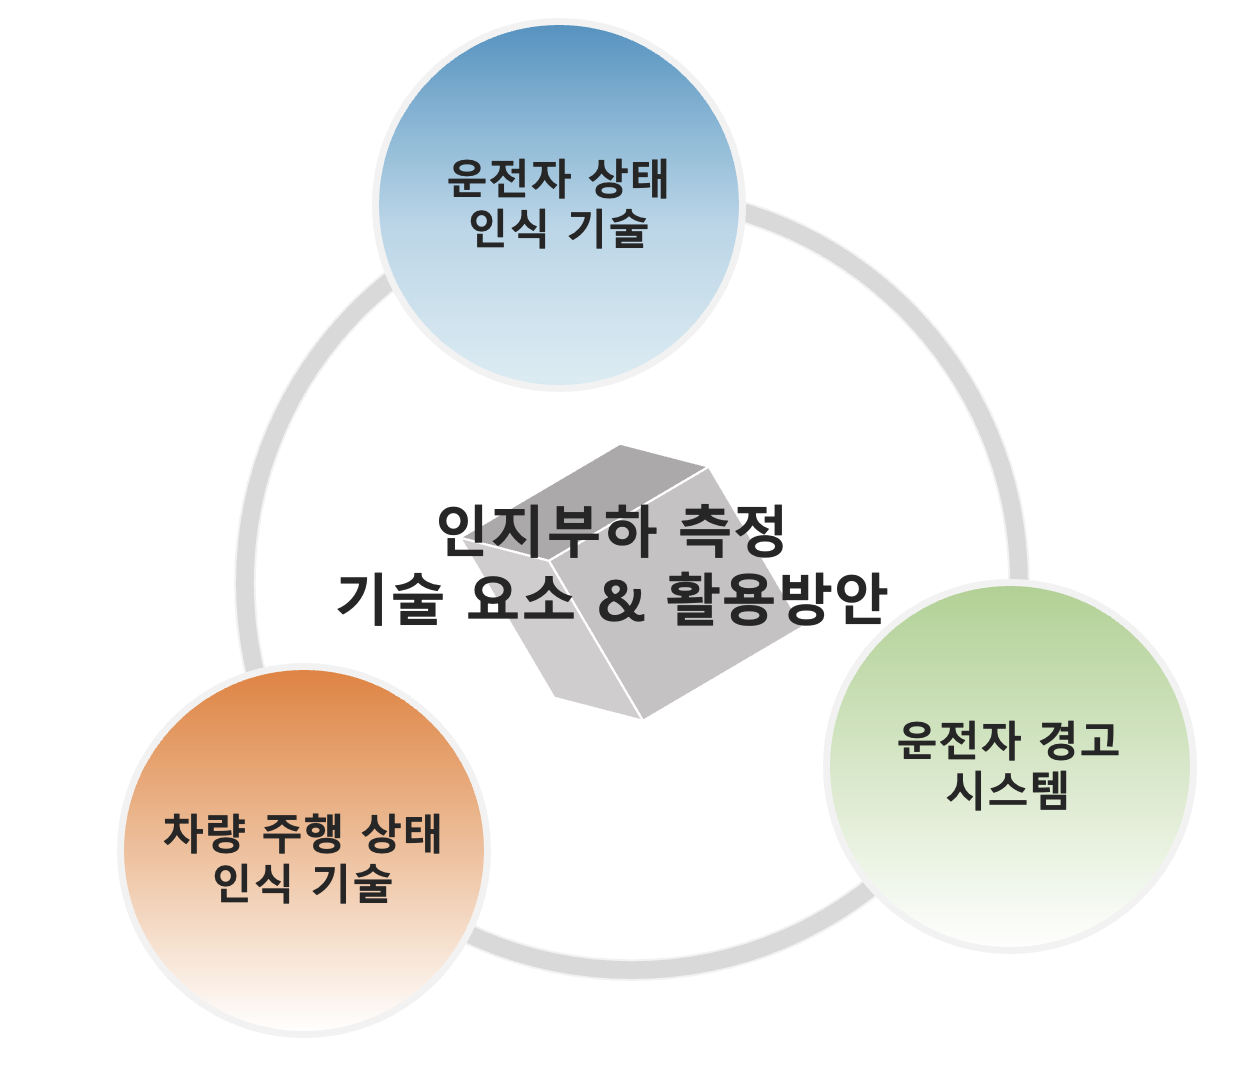 운전자 상태
인식 기술
인지부하 측정
기술 요소 & 활용방안
운전자 경고
시스템
차량 주행 상태
인식 기술